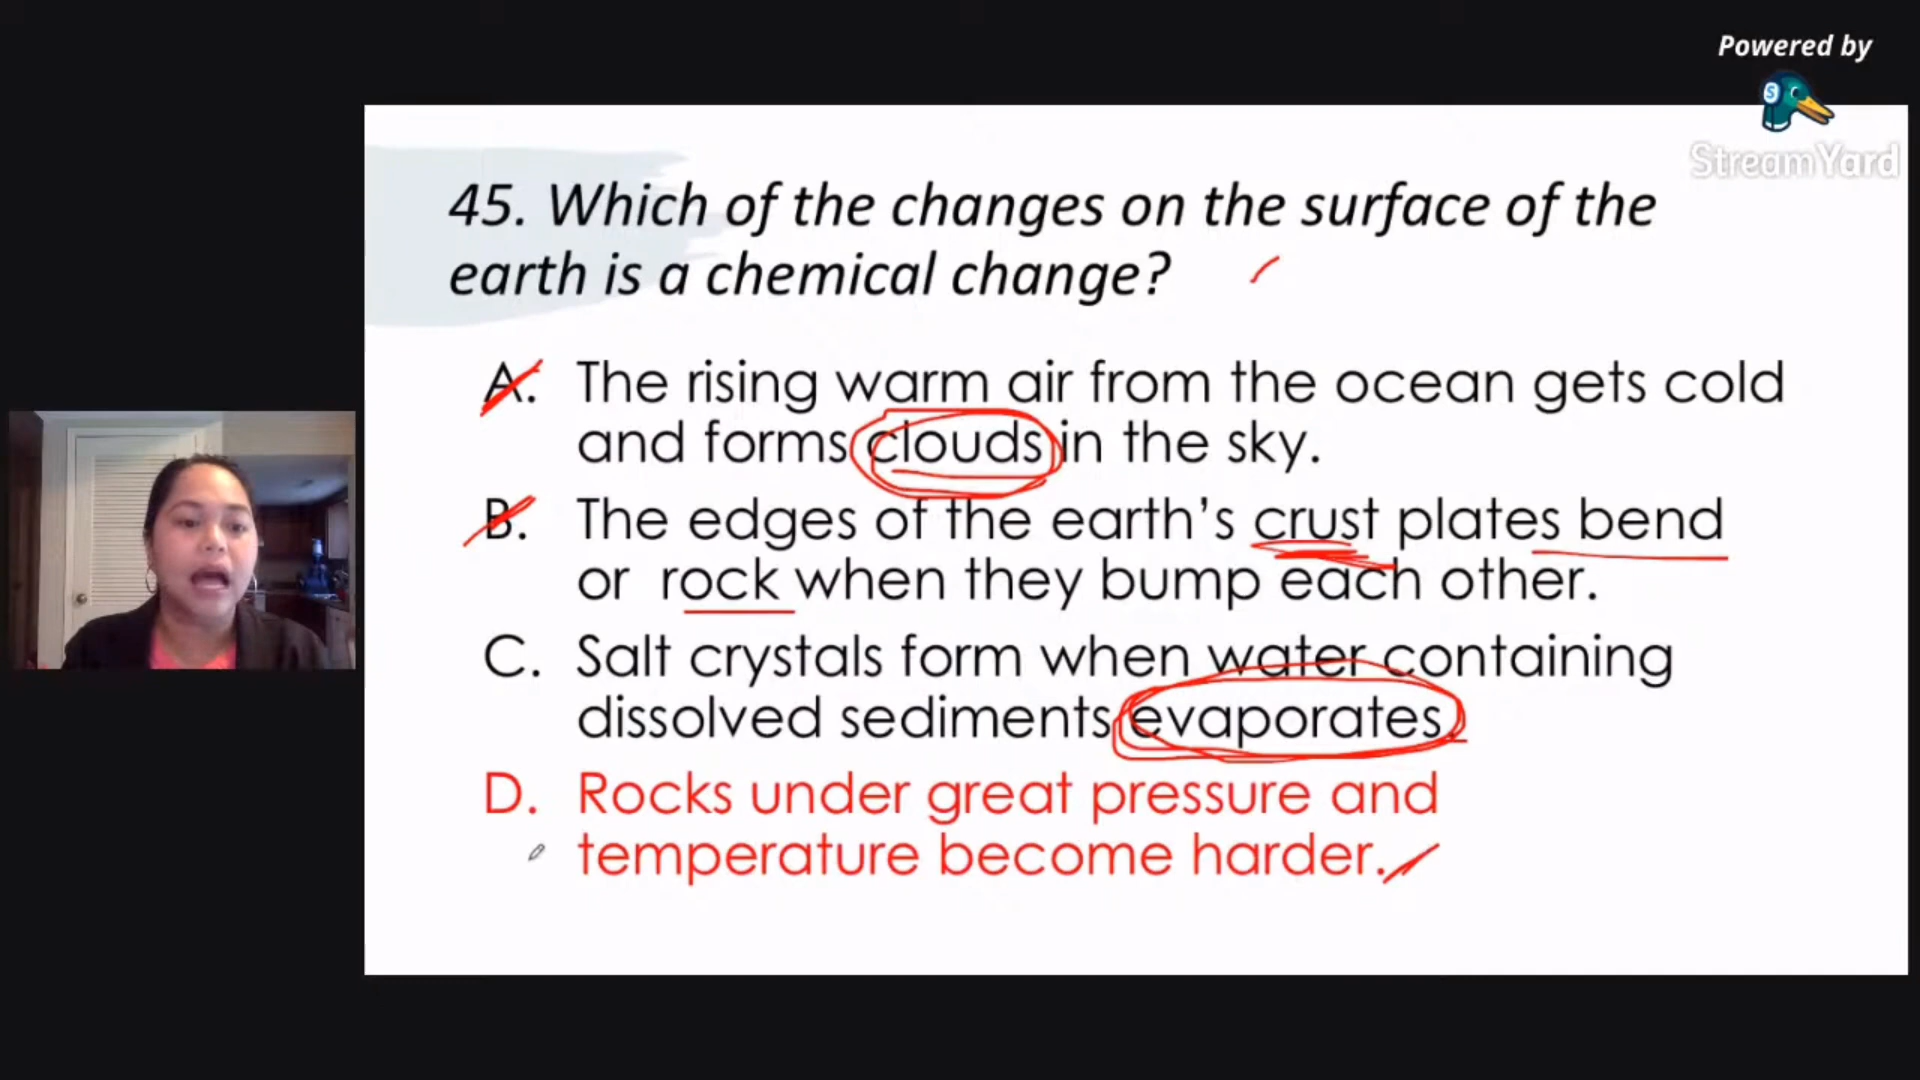 Powered by
StreamYard
45. Which of the changes on the surface of the
earth is a chemical change?
A. The rising warm air from the ocean gets cold
and forms clouds in the sky.
B. The edges of the earth's crust plates bend
or rock when they bump each other.
C. Salt crystals form when water containing
dissolved sediments evaporates.
D. Rocks under great pressure and
temperature become harder.